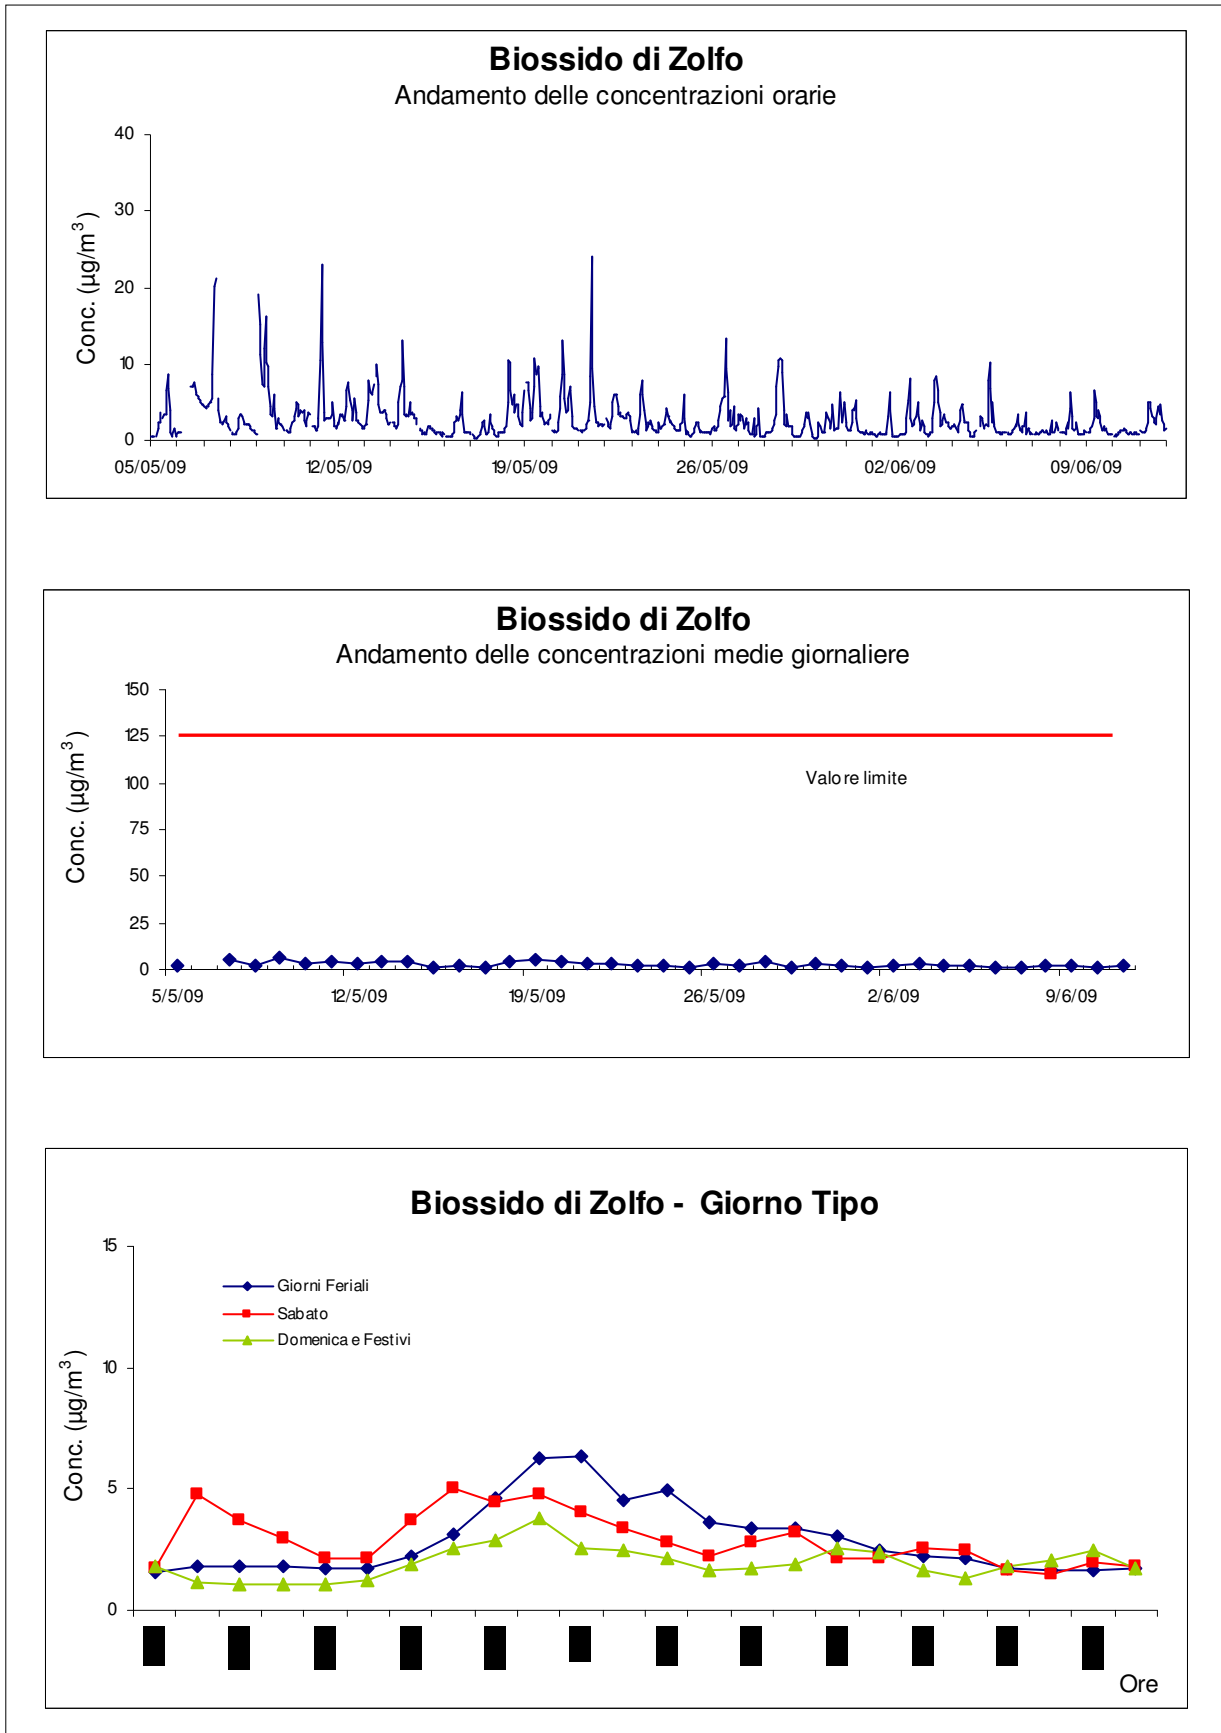 Biossido di Zolfo
Andamento delle concentrazioni orarie
Conc. (µg/m³)
40
30
20
10
0
05/05/09 12/05/09 19/05/09 26/05/09 02/06/09 09/06/09
Biossido di Zolfo
Andamento delle concentrazioni medie giornaliere
Conc. (µg/m³)
150
125
100
75
50
25
0
Valore limite
5/5/09 12/5/09 19/5/09 26/5/09 2/6/09 9/6/09
Biossido di Zolfo - Giorno Tipo
Conc. (µg/m³)
15
10
5
0
Giorni Feriali
Sabato
Domenica e Festivi
Ore